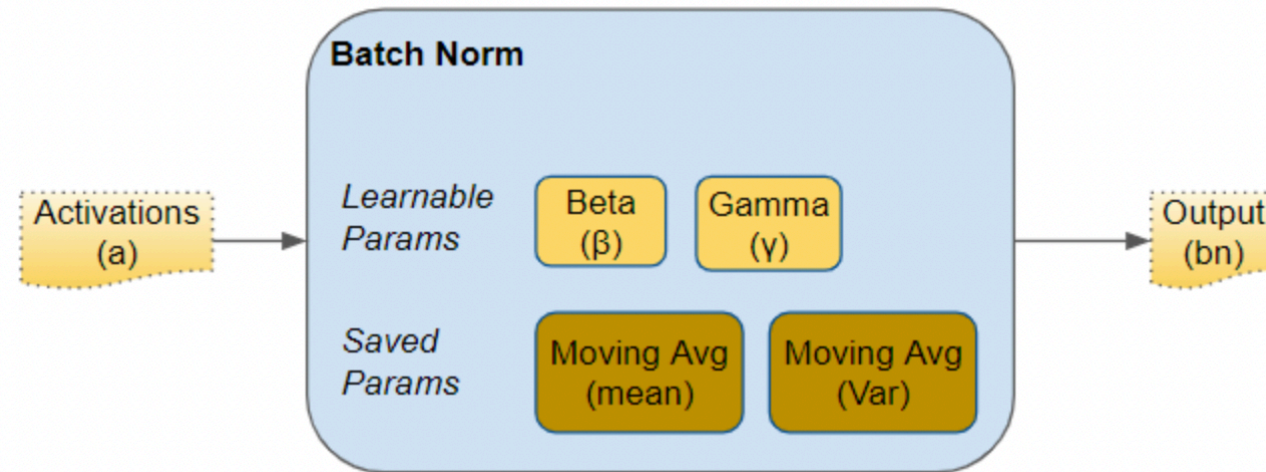 Batch Norm
Activations
(a)
Learnable
Params
Beta
(β)
Gamma
(γ)
Saved
Params
Moving Avg
(mean)
Moving Avg
(Var)
Output
(bn)